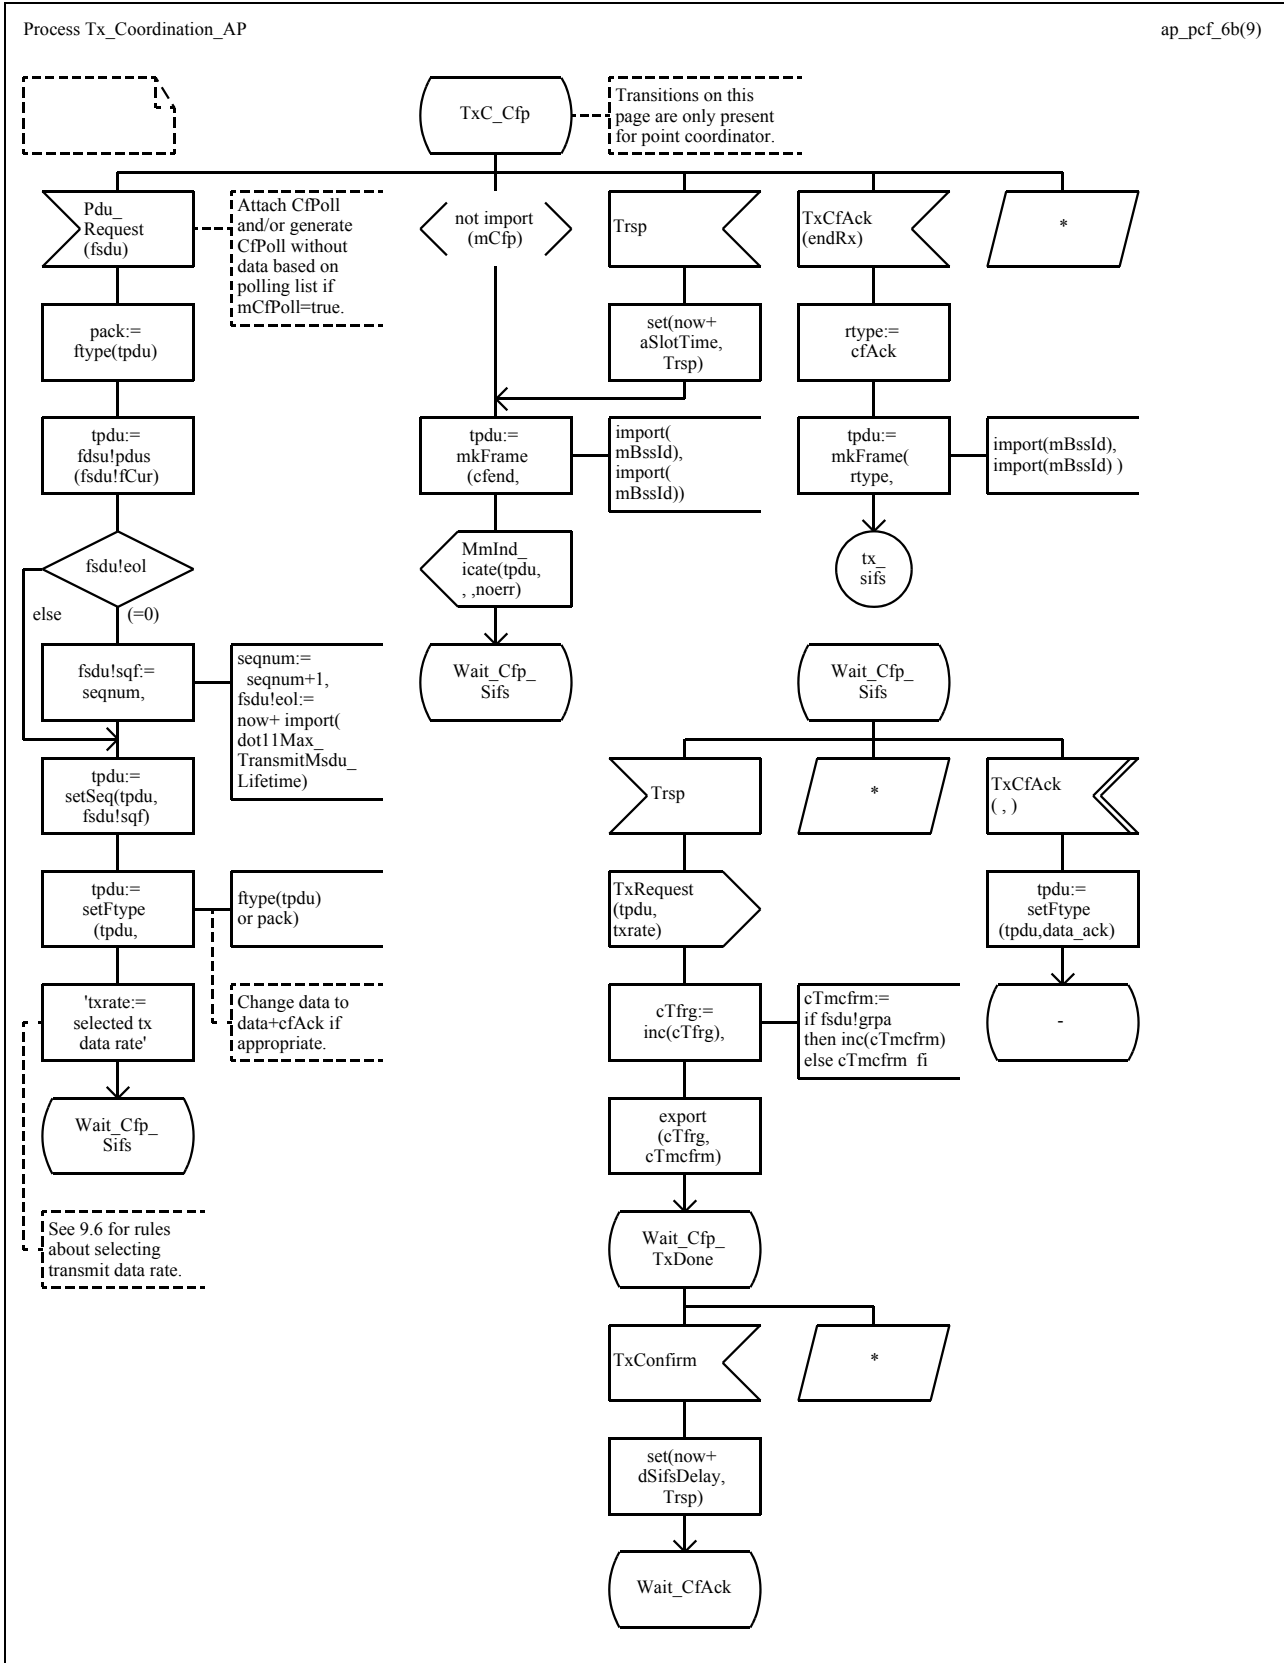 Process Tx_Coordination_AP
ap_pcf_6b(9)
TxC_Cfp
Transitions on this
page are only present
for point coordinator.
Pdu_
Request
(fsdu)
Attach CfPoll
and/or generate
CfPoll without
data based on
polling list if
mCfPoll=true.
not import
(mCfp)
Trsp
TxCfAck
(endRx)
*
pack:=
ftype(tpdu)
set(now+
aSlotTime,
Trsp)
rtype:=
cfAck
tpdu:=
fdsu!pdus
(fsdu!fCur)
tpdu:=
mkFrame
(cfend,
import(
mBssId),
import(
mBssId))
tpdu:=
mkFrame(
rtype,
import(mBssId),
import(mBssId) )
fsdu!eol
else
(=0)
MmInd_
icate(tpdu,
, ,noerr)
tx_
sifs
fsdu!sqf:=
seqnum,
seqnum:=
seqnum+1,
fsdu!eol:=
now+ import(
dot11Max_
TransmitMsdu_
Lifetime)
Wait_Cfp_
Sifs
Wait_Cfp_
Sifs
tpdu:=
setSeq(tpdu,
fsdu!sqf)
Trsp
*
TxCfAck
( , )
tpdu:=
setFtype
(tpdu,
ftype(tpdu)
or pack)
TxRequest
(tpdu,
txrate)
tpdu:=
setFtype
(tpdu,data_ack)
'txrate:=
selected tx
data rate'
Change data to
data+cfAck if
appropriate.
cTfrg:=
inc(cTfrg),
cTmcfrm:=
if fsdu!grpa
then inc(cTmcfrm)
else cTmcfrm fi
-
Wait_Cfp_
Sifs
export
(cTfrg,
cTmcfrm)
See 9.6 for rules
about selecting
transmit data rate.
Wait_Cfp_
TxDone
TxConfirm
*
set(now+
dSifsDelay,
Trsp)
Wait_CfAck